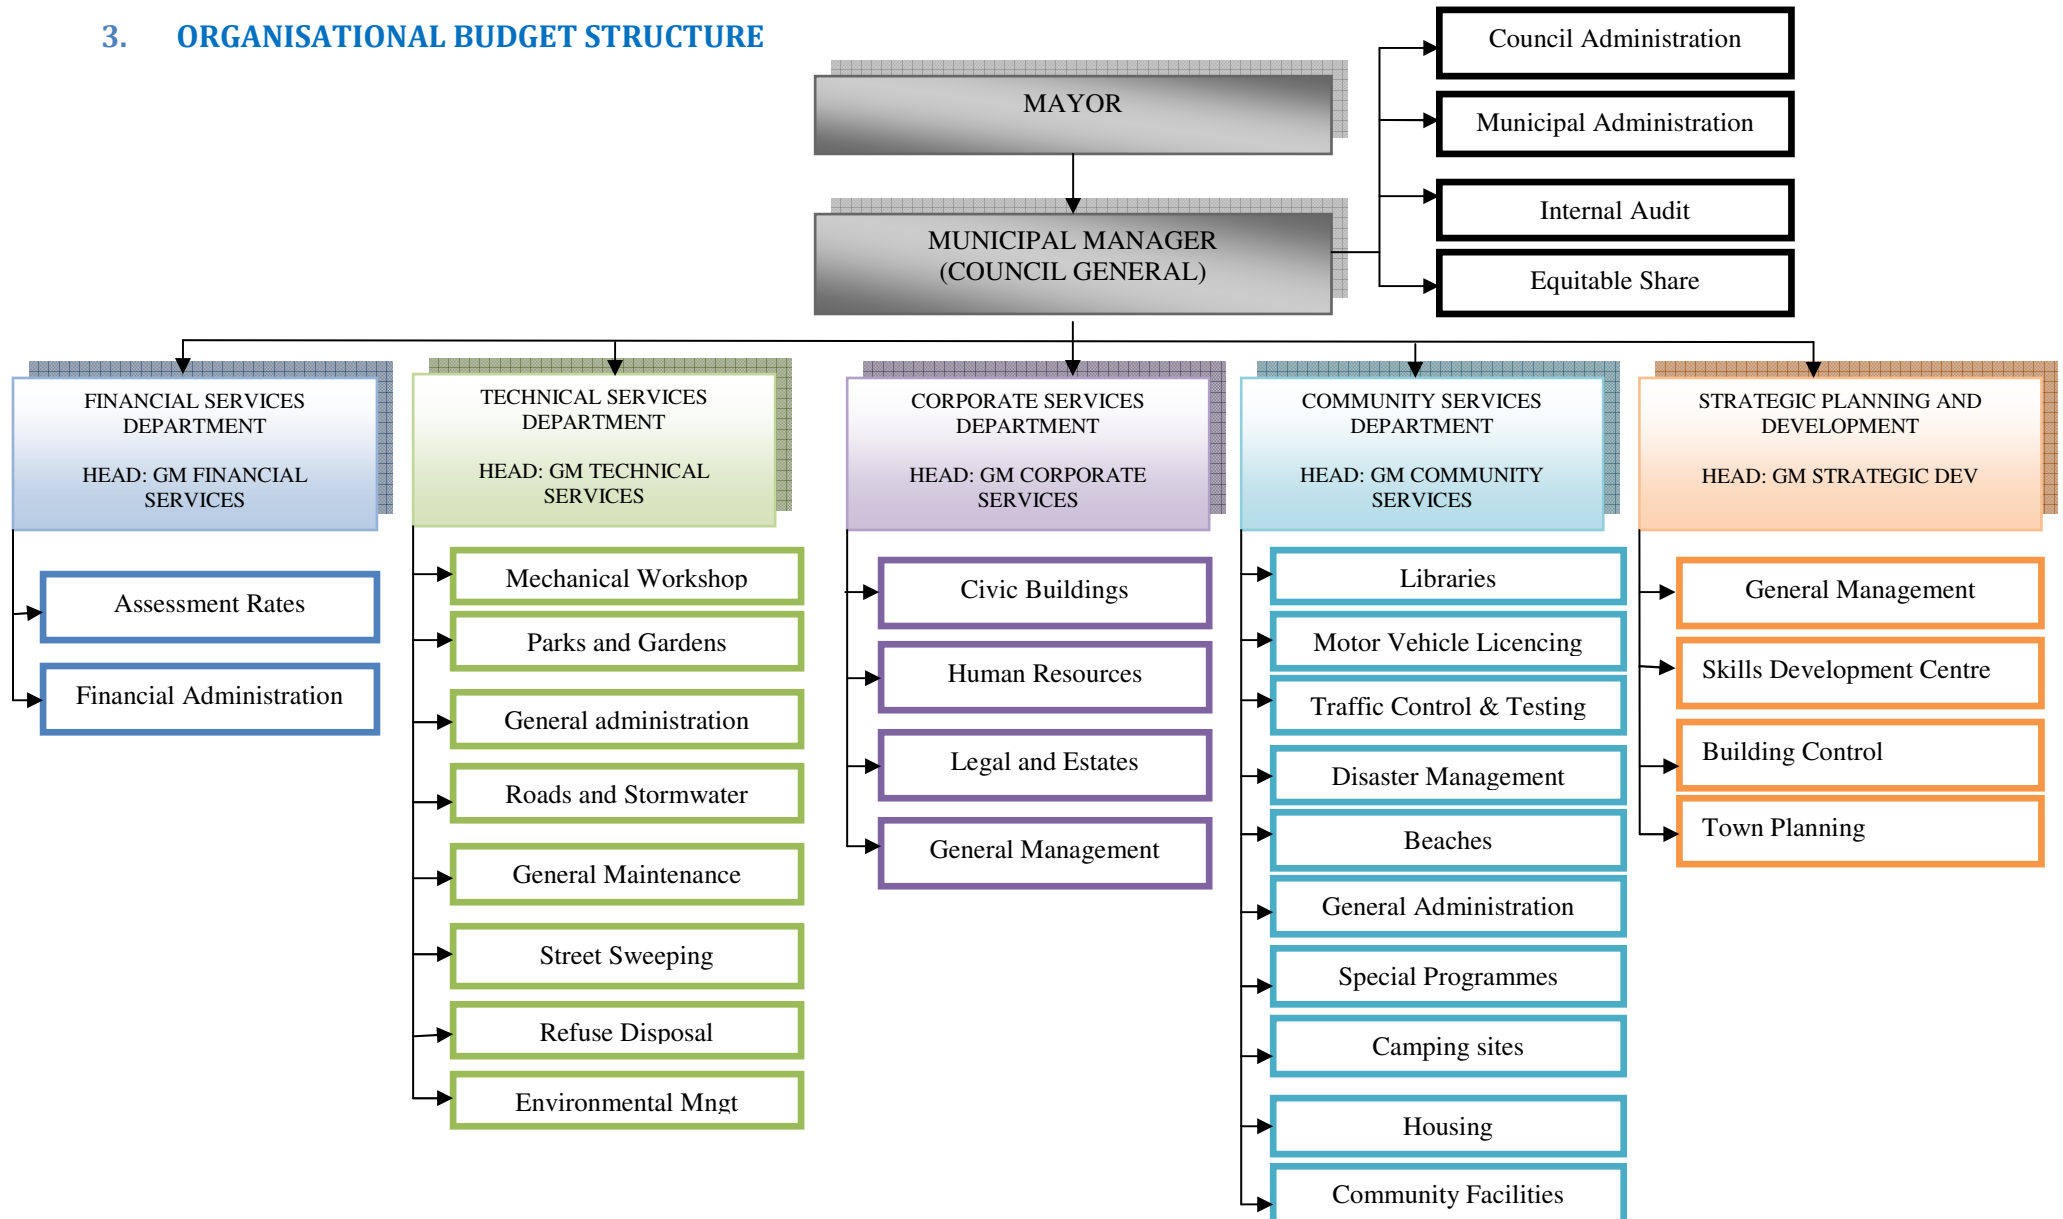 3. ORGANISATIONAL BUDGET STRUCTURE
MAYOR
MUNICIPAL MANAGER
(COUNCIL GENERAL)
Council Administration
Municipal Administration
Internal Audit
Equitable Share
FINANCIAL SERVICES
DEPARTMENT
HEAD: GM FINANCIAL
SERVICES
Assessment Rates
Financial Administration
TECHNICAL SERVICES
DEPARTMENT
HEAD: GM TECHNICAL
SERVICES
Mechanical Workshop
Parks and Gardens
General administration
Roads and Stormwater
General Maintenance
Street Sweeping
Refuse Disposal
Environmental Mngt
CORPORATE SERVICES
DEPARTMENT
HEAD: GM CORPORATE
SERVICES
Civic Buildings
Human Resources
Legal and Estates
General Management
COMMUNITY SERVICES
DEPARTMENT
HEAD: GM COMMUNITY
SERVICES
Libraries
Motor Vehicle Licencing
Traffic Control & Testing
Disaster Management
Beaches
General Administration
Special Programmes
Camping sites
Housing
Community Facilities
STRATEGIC PLANNING AND
DEVELOPMENT
HEAD: GM STRATEGIC DEV
General Management
Skills Development Centre
Building Control
Town Planning